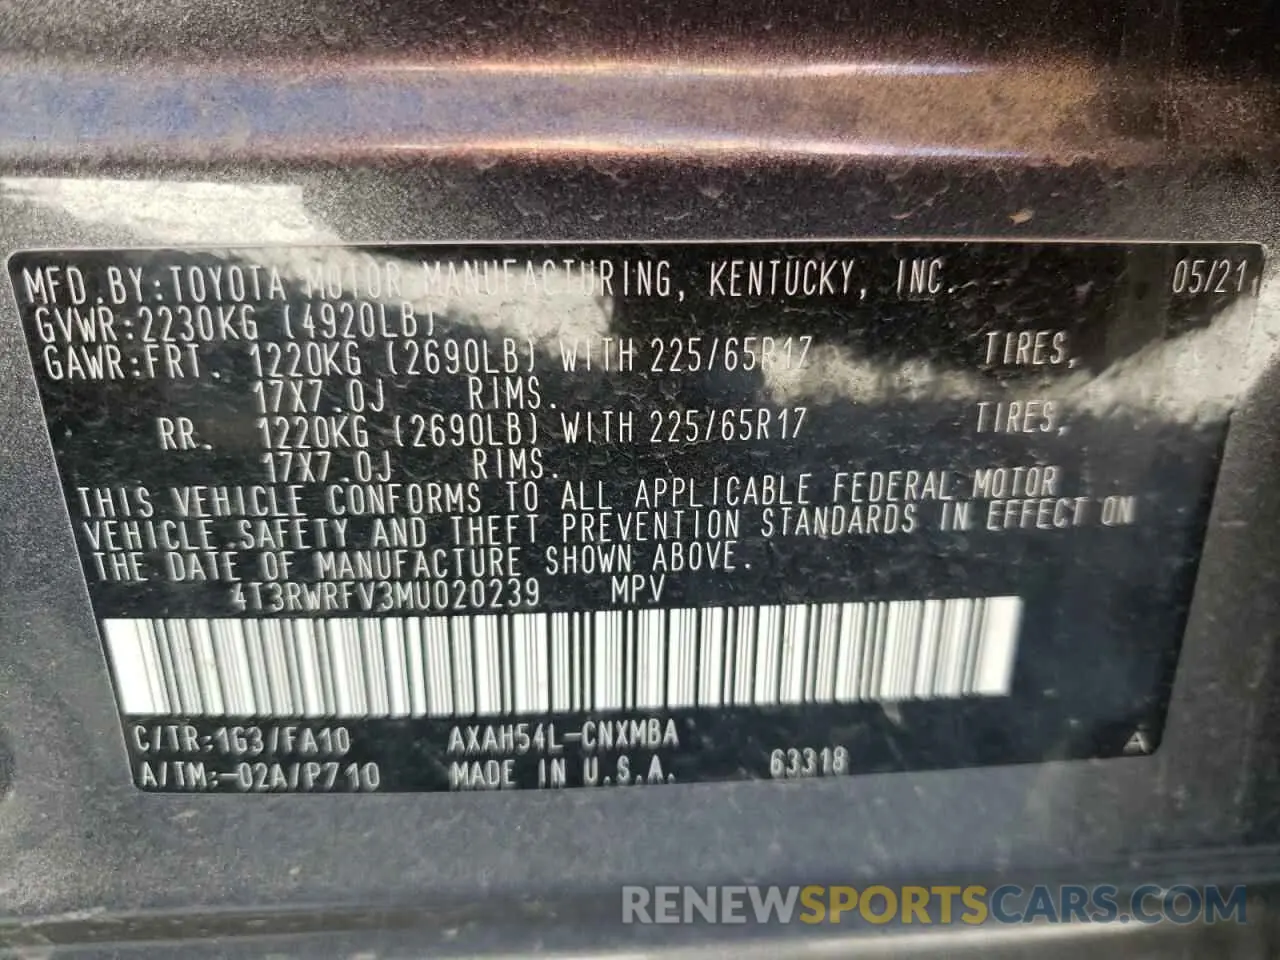 MFD.BY:TOYOTA MOTOR MANUFACTURING, KENTUCKY, INC. 05/21
GVWR:2230KG (4920LB)
GAWR:FRT. 1220KG (2690LB) WITH 225/65R17 TIRES,
17X7.0J RIMS.
RR. 1220KG (2690LB) WITH 225/65R17 TIRES,
17X7.0J RIMS.
THIS VEHICLE CONFORMS TO ALL APPLICABLE FEDERAL MOTOR
VEHICLE SAFETY AND THEFT PREVENTION STANDARDS IN EFFECT ON
THE DATE OF MANUFACTURE SHOWN ABOVE.
4T3RWRFV3MU020239 MPV
C/TR:1G3/FA10 AXAH54L-CNXMBA A
A/TM:-02A/P710 MADE IN U.S.A. 63318
RENEWSPORTSCARS.COM